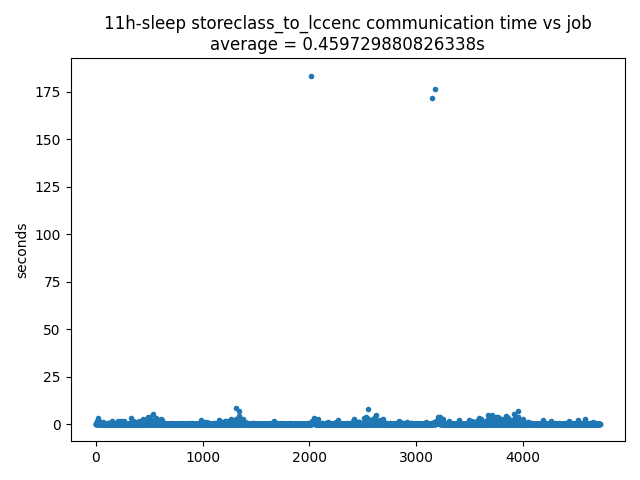 11h-sleep storeclass_to_lccenc communication time vs job
average = 0.459729880826338s
175
150
125
100
75
50
25
0
seconds
0 1000 2000 3000 4000